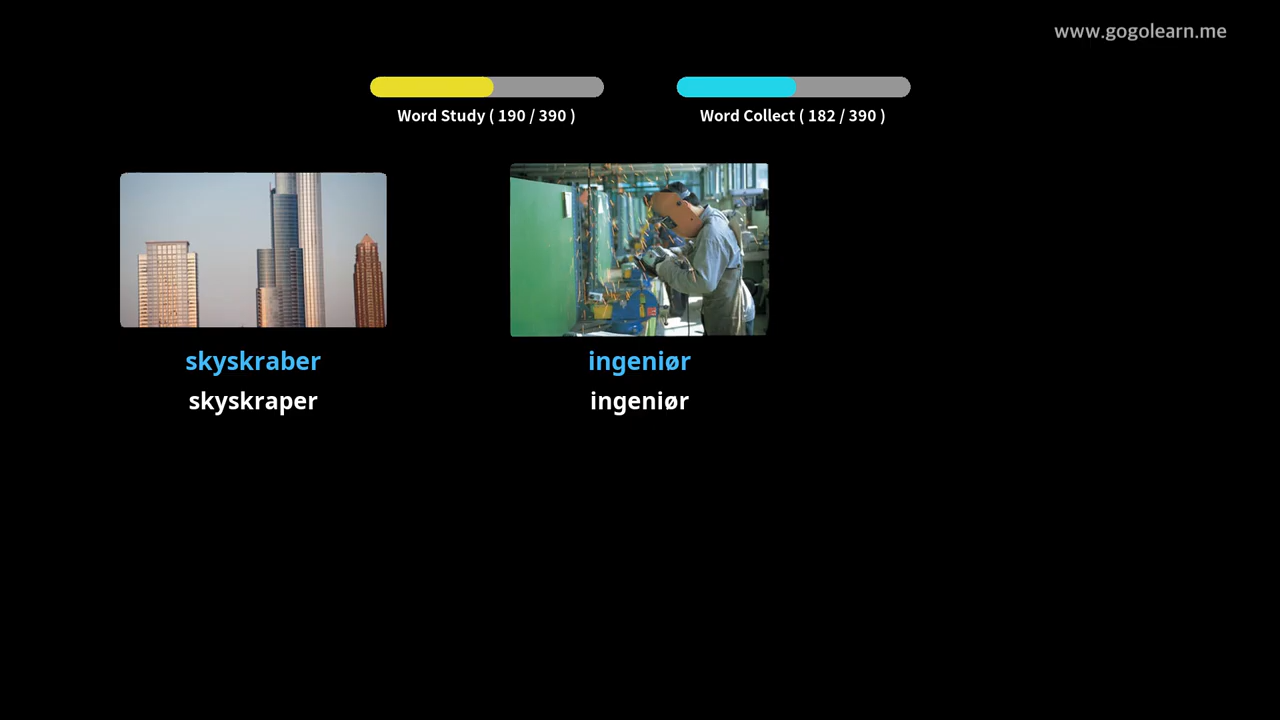 www.gogolearn.me
Word Study ( 190 / 390 )
Word Collect ( 182 / 390 )
skyskraber
skyskraper
ingeniør
ingeniør